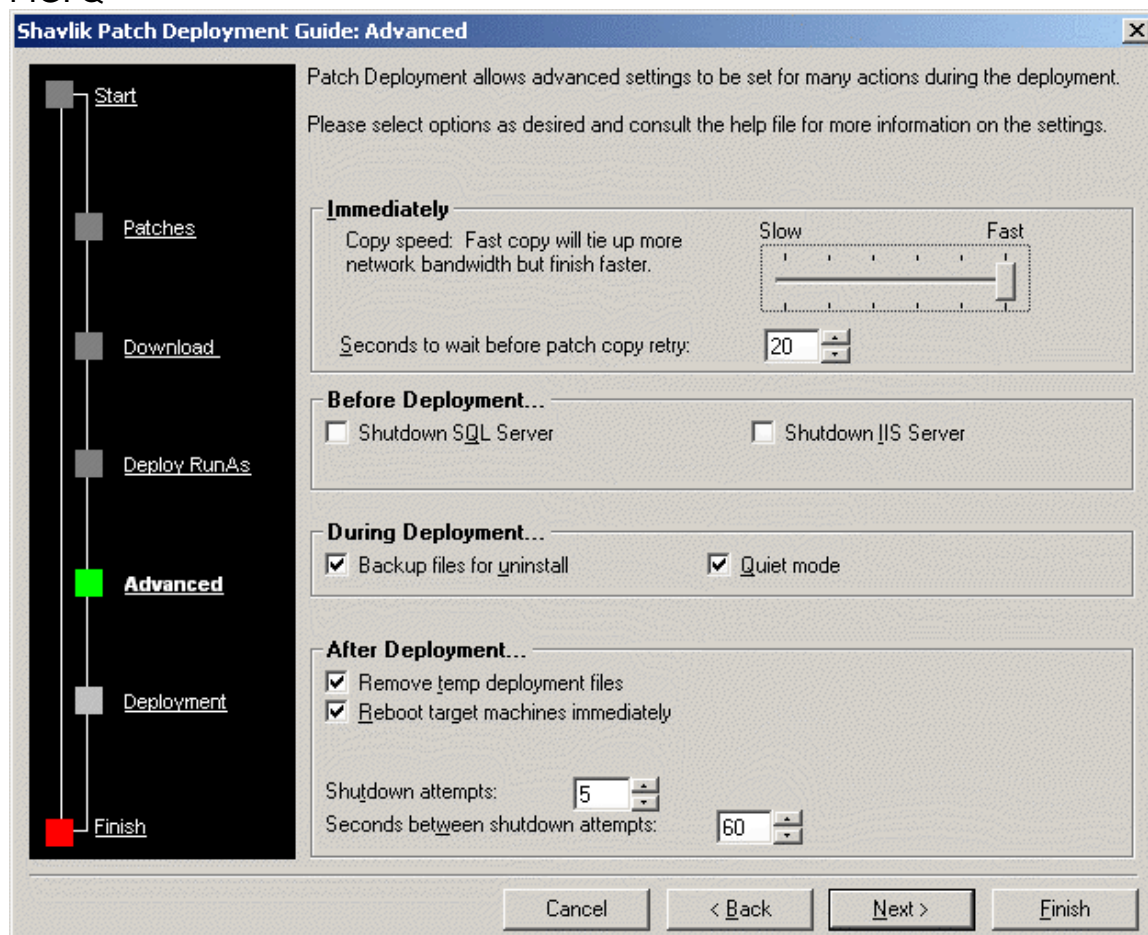 Shavlik Patch Deployment Guide: Advanced
Start
Patches
Download
Deploy RunAs
Advanced
Deployment
Finish
Patch Deployment allows advanced settings to be set for many actions during the deployment.
Please select options as desired and consult the help file for more information on the settings.
Immediately
Copy speed: Fast copy will tie up more
network bandwidth but finish faster.
Slow Fast
Seconds to wait before patch copy retry: 20
Before Deployment...
Shutdown SQL Server Shutdown IIS Server
During Deployment...
Backup files for uninstall Quiet mode
After Deployment...
Remove temp deployment files
Reboot target machines immediately
Shutdown attempts: 5
Seconds between shutdown attempts: 60
Cancel < Back Next > Finish